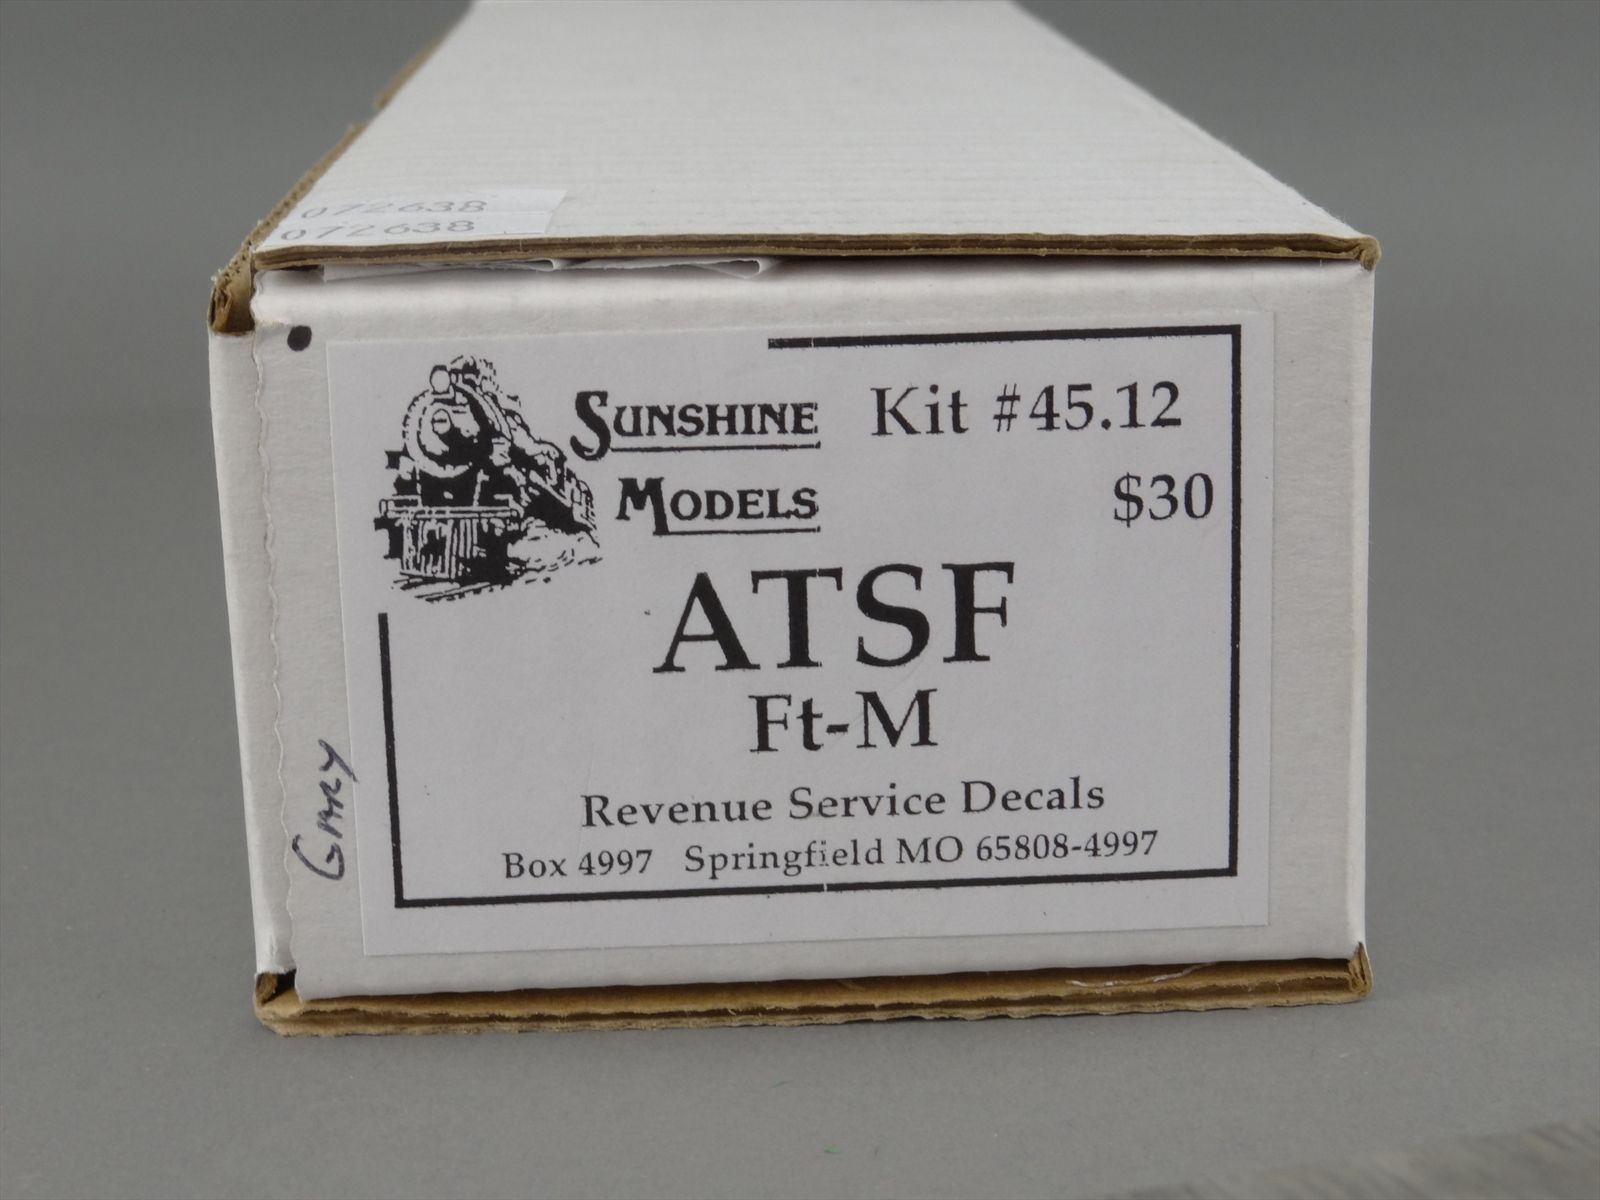 072638
072638
SUNSHINE
MODELS
Kit #45.12
$30
ATSF
Ft-M
Revenue Service Decals
Box 4997 Springfield MO 65808-4997
GARY